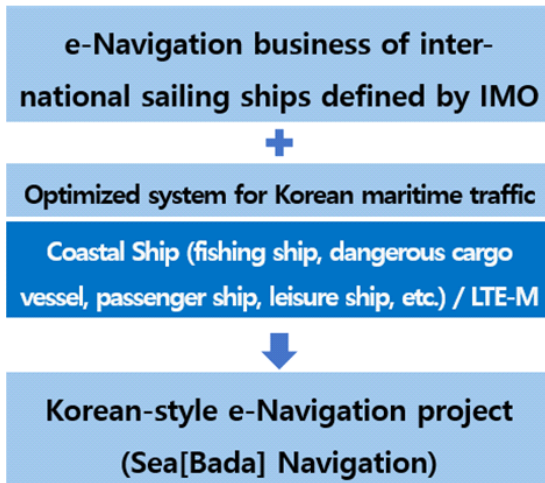 e-Navigation business of inter-
national sailing ships defined by IMO
+
Optimized system for Korean maritime traffic
Coastal Ship (fishing ship, dangerous cargo
vessel, passenger ship, leisure ship, etc.) / LTE-M
Korean-style e-Navigation project
(Sea[Bada] Navigation)